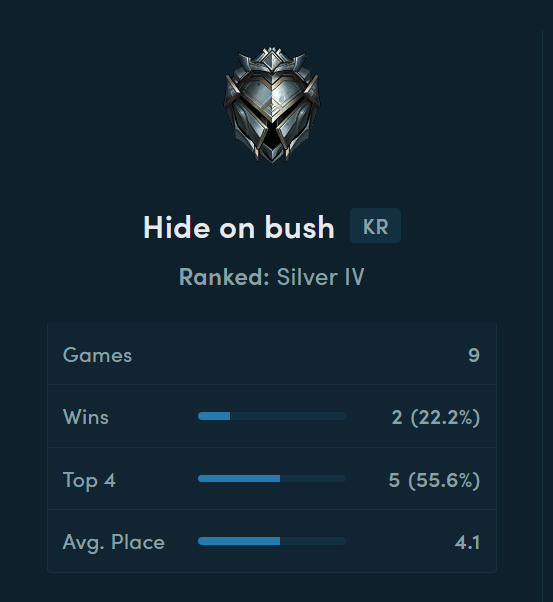 Hide on bush KR
Ranked: Silver IV
Games 9
Wins 2 (22.2%)
Top 4 5 (55.6%)
Avg. Place 4.1